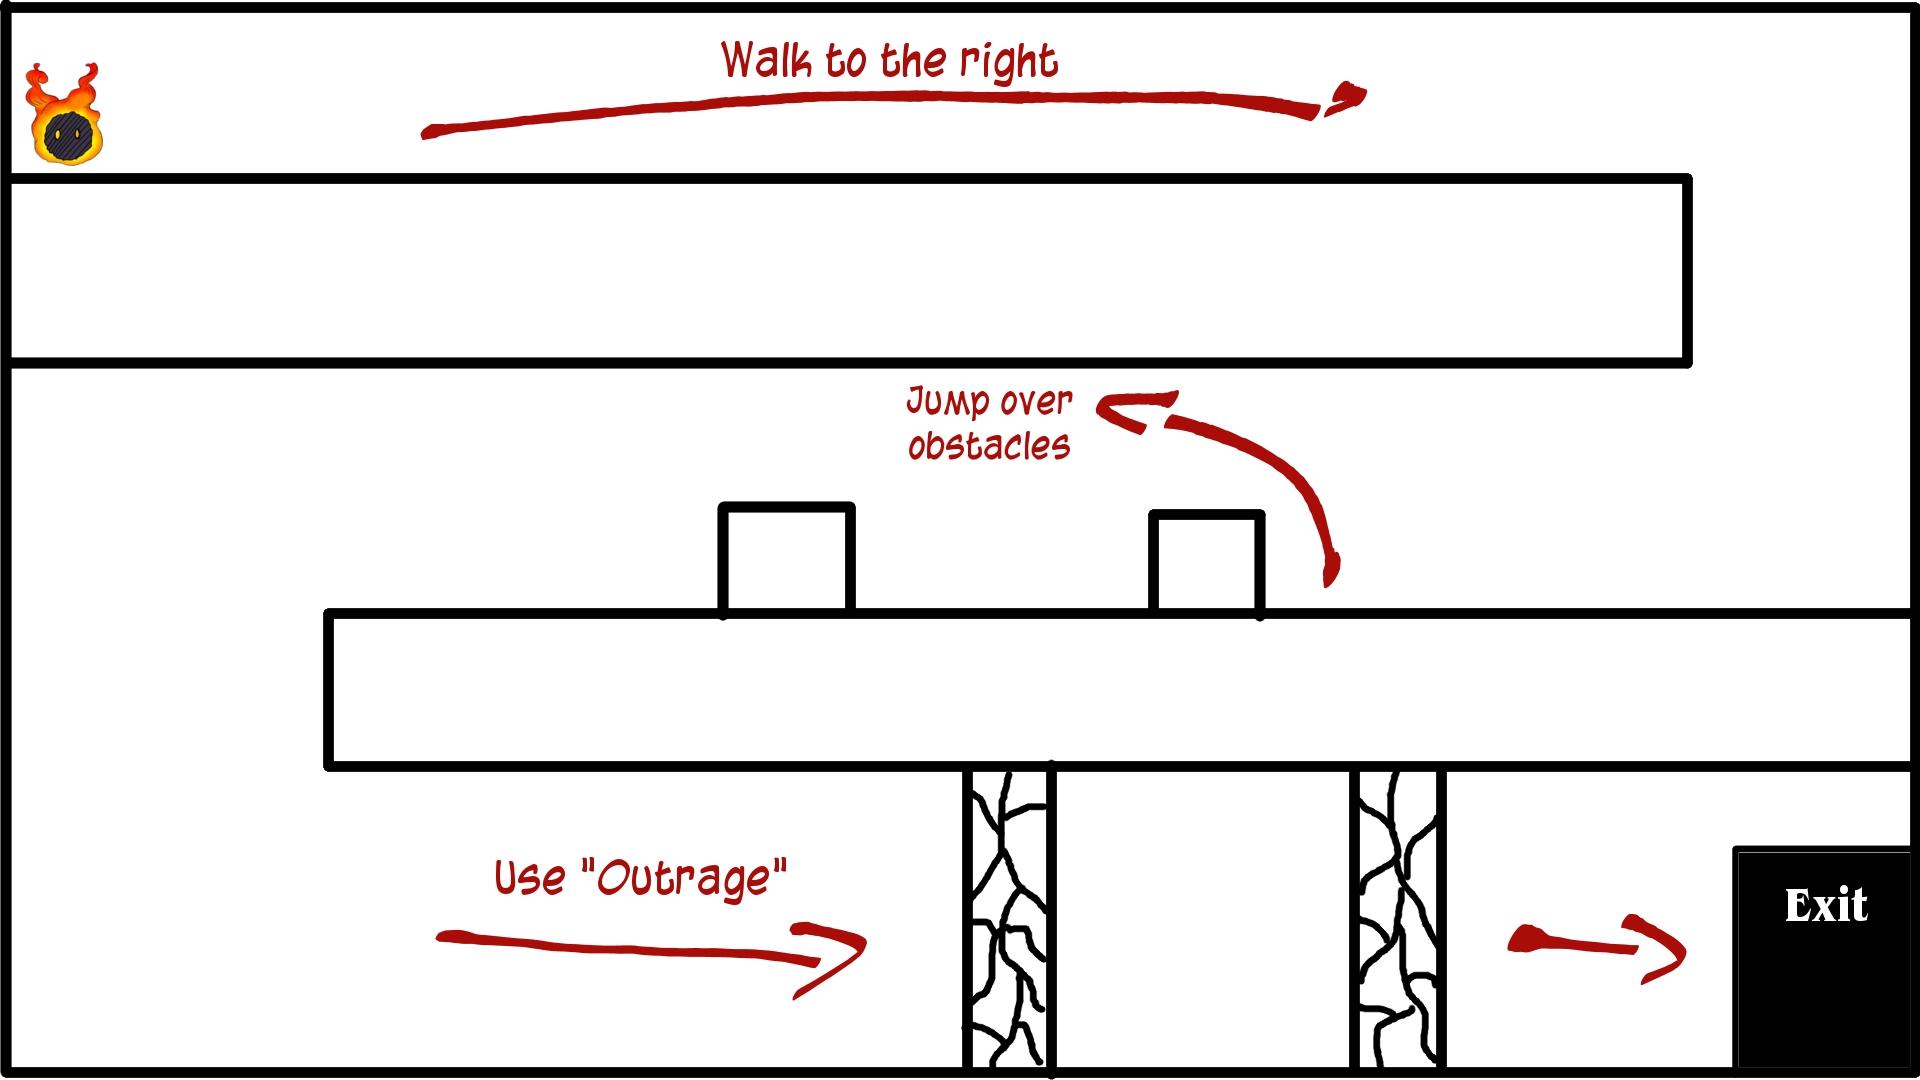 Walk to the right
Jump over
obstacles
Use "Outrage"
Exit